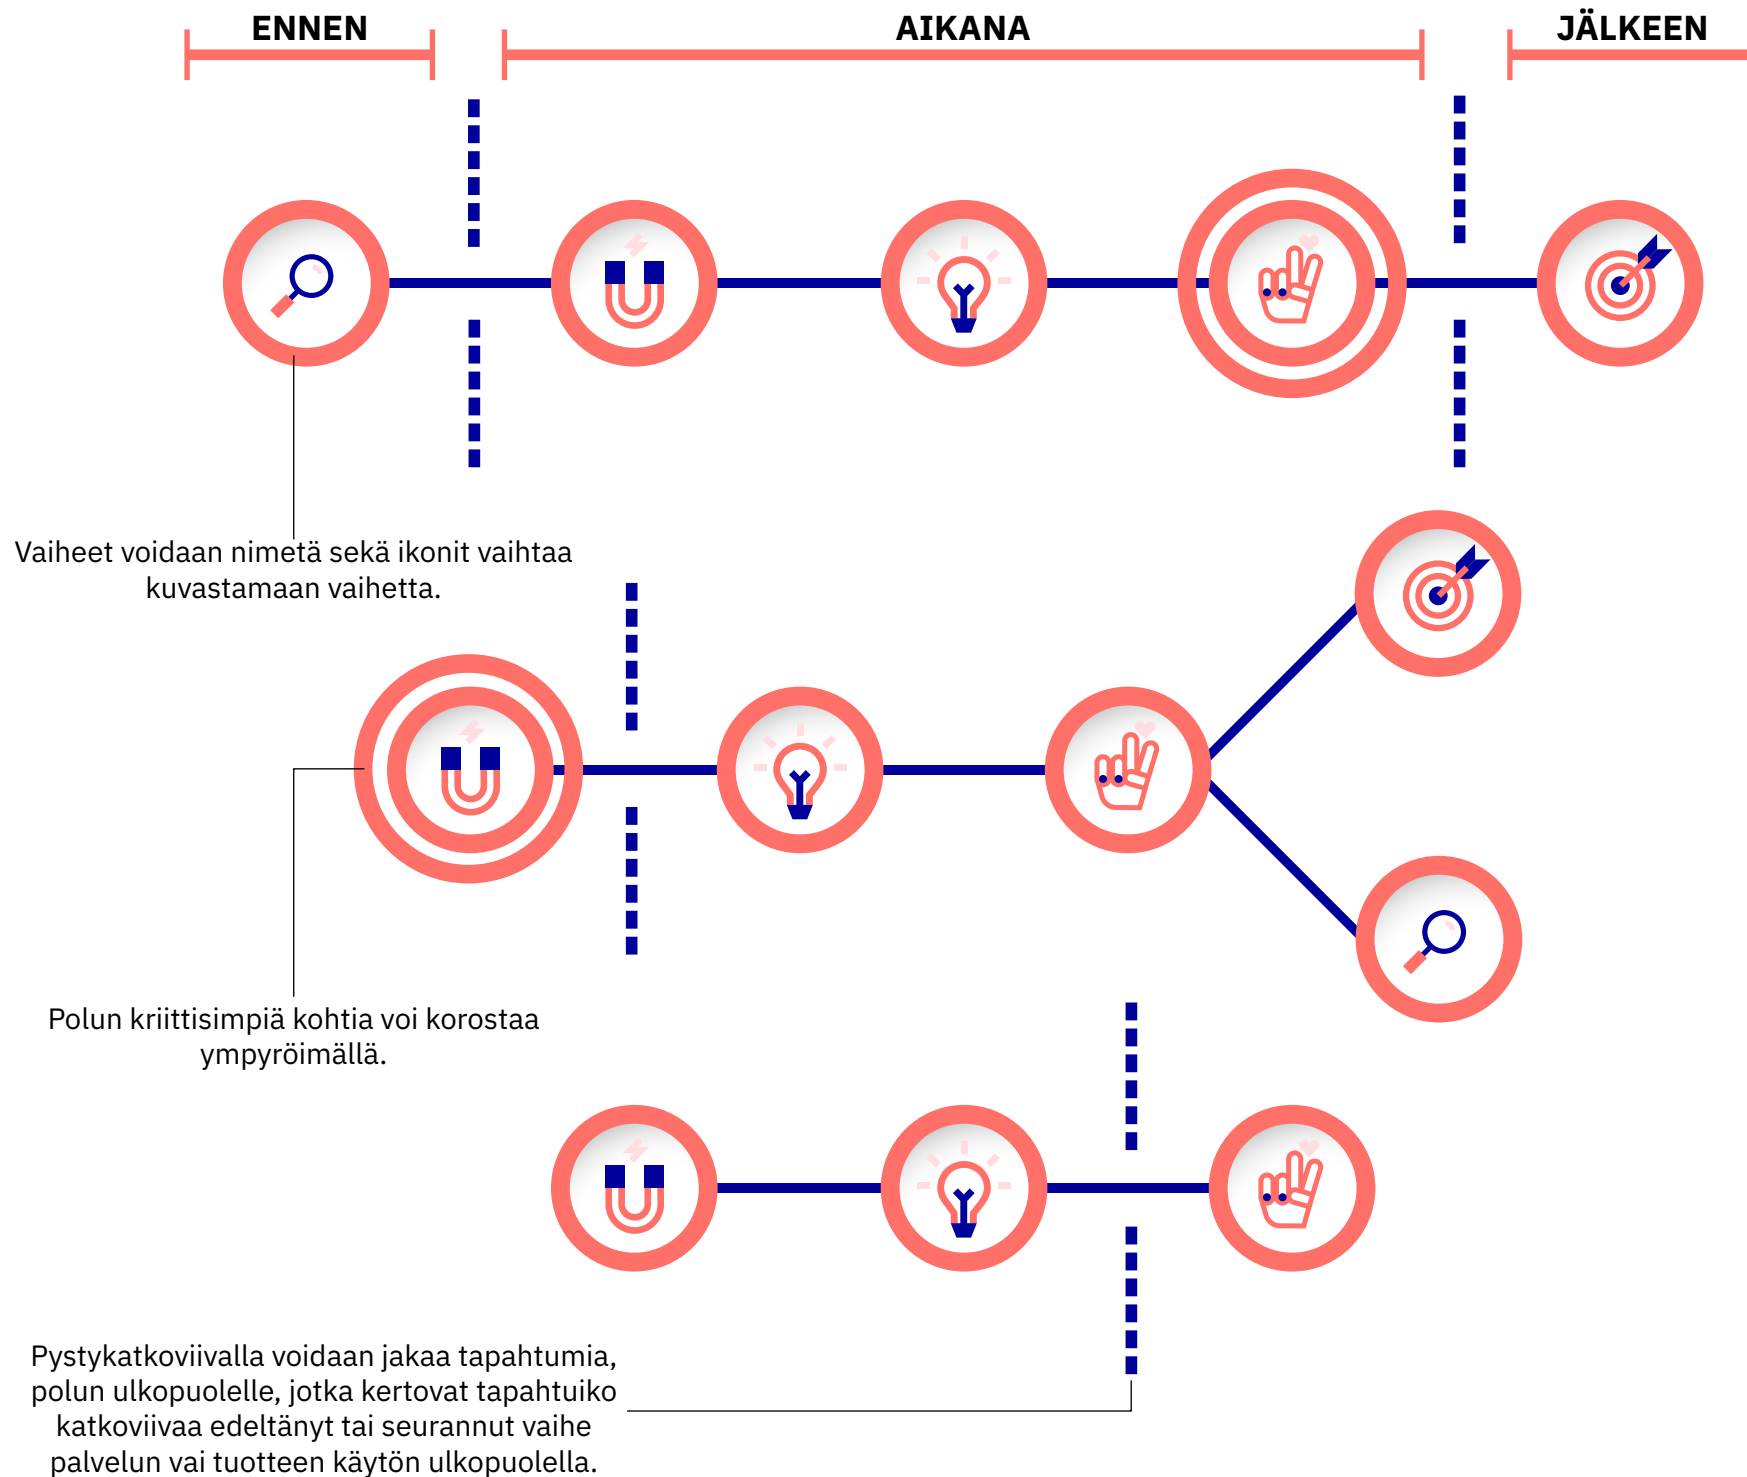 ENNEN
AIKANA
JÄLKEEN
Vaiheet voidaan nimetä sekä ikonit vaihtaa
kuvastamaan vaihetta.
Polun kriittisimpiä kohtia voi korostaa
ympyröimällä.
Pystykatkoviivalla voidaan jakaa tapahtumia,
polun ulkopuolelle, jotka kertovat tapahtuiko
katkoviivaa edeltänyt tai seurannut vaihe
palvelun vai tuotteen käytön ulkopuolella.